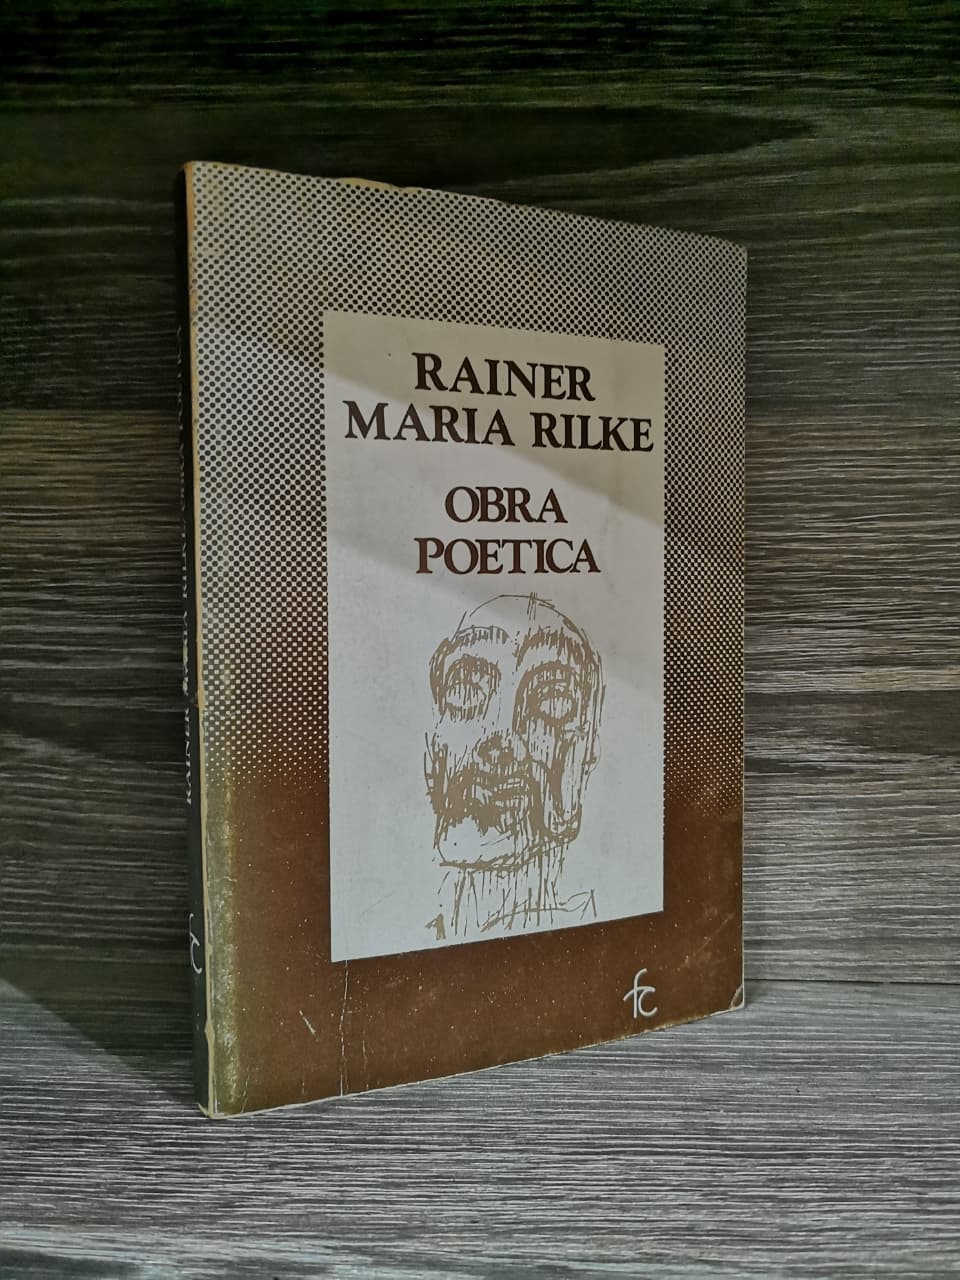 RAINER
MARIA RILKE
OBRA
POETICA
fc
RAINER MARIA RILKE